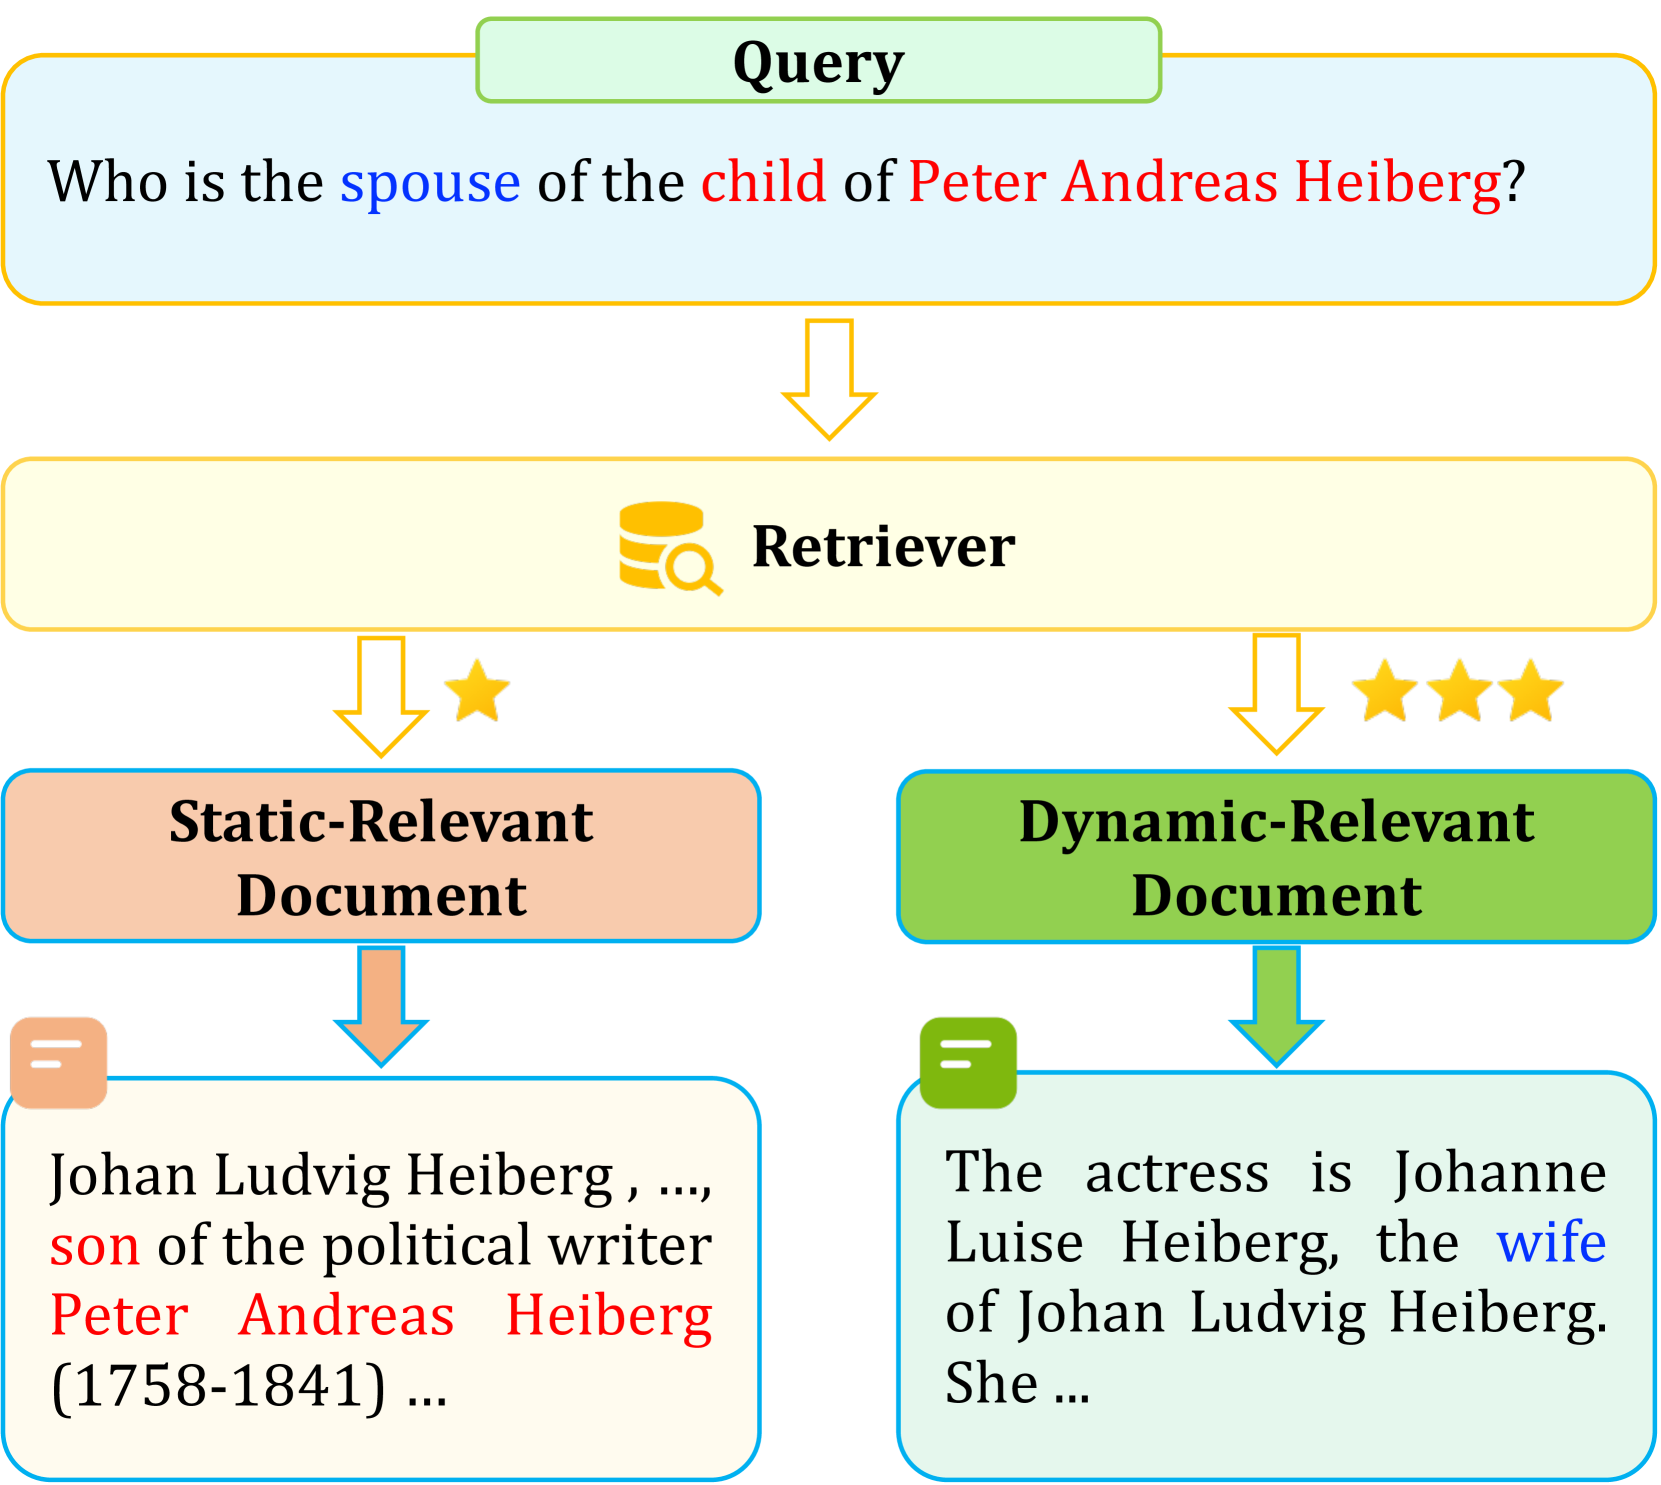 Query
Who is the spouse of the child of Peter Andreas Heiberg?
Retriever
Static-Relevant
Document
Dynamic-Relevant
Document
Johan Ludvig Heiberg , ...,
son of the political writer
Peter Andreas Heiberg
(1758-1841) ...
The actress is Johanne
Luise Heiberg, the wife
of Johan Ludvig Heiberg.
She ...